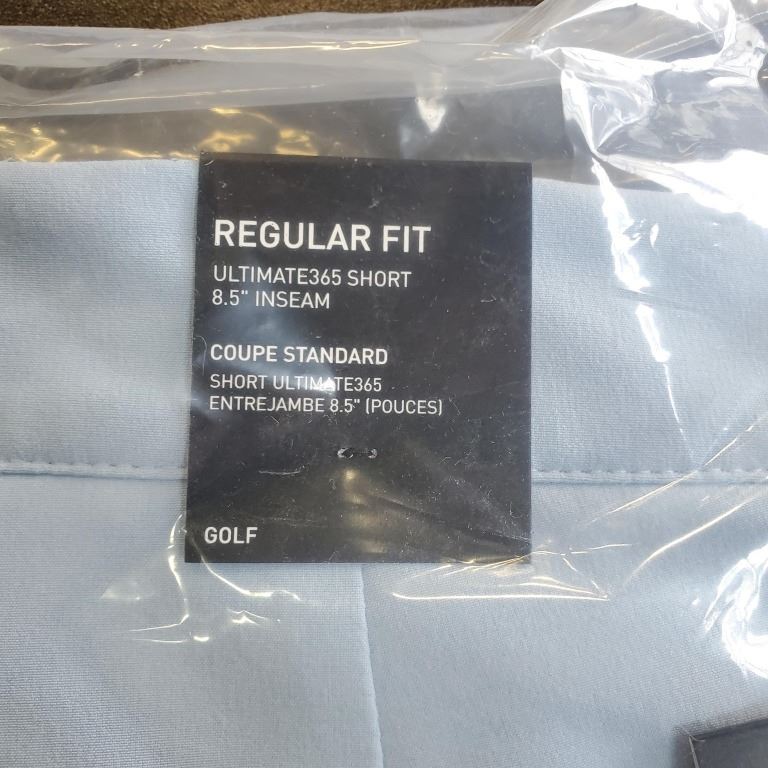 REGULAR FIT
ULTIMATE365 SHORT
8.5" INSEAM
COUPE STANDARD
SHORT ULTIMATE365
ENTREJAMBE 8.5" (POUCES)
GOLF